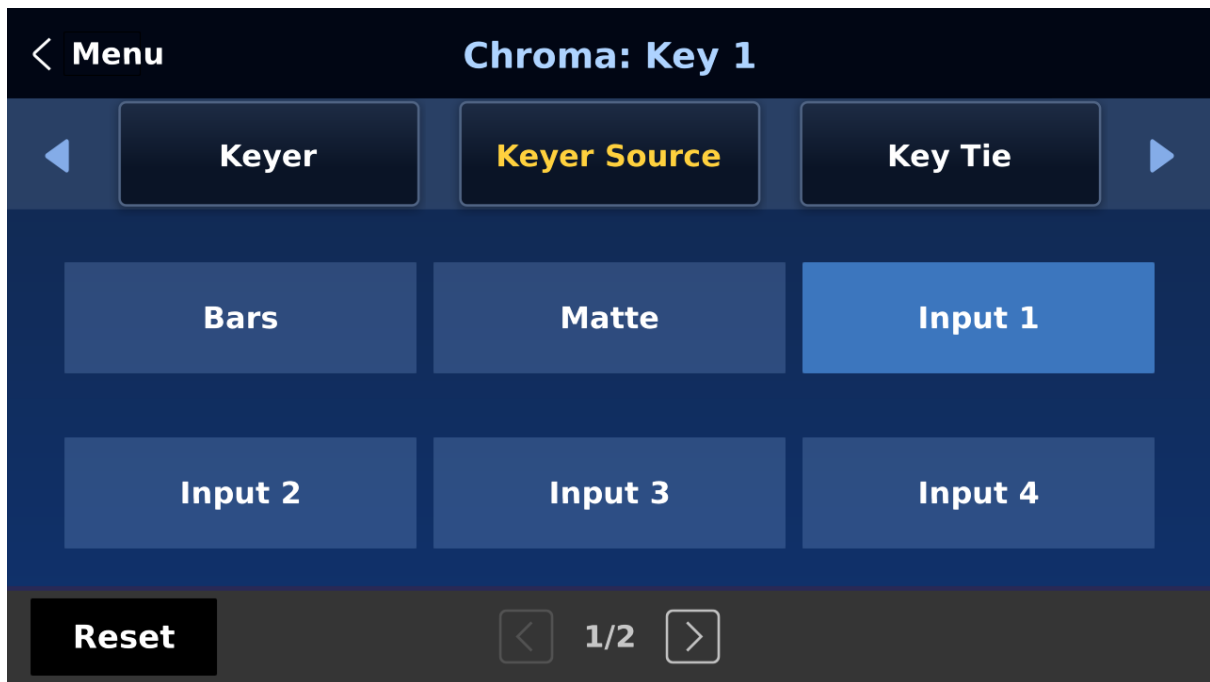 Menu
Chroma: Key 1
Keyer
Keyer Source
Key Tie
Bars
Matte
Input 1
Input 2
Input 3
Input 4
Reset
1/2